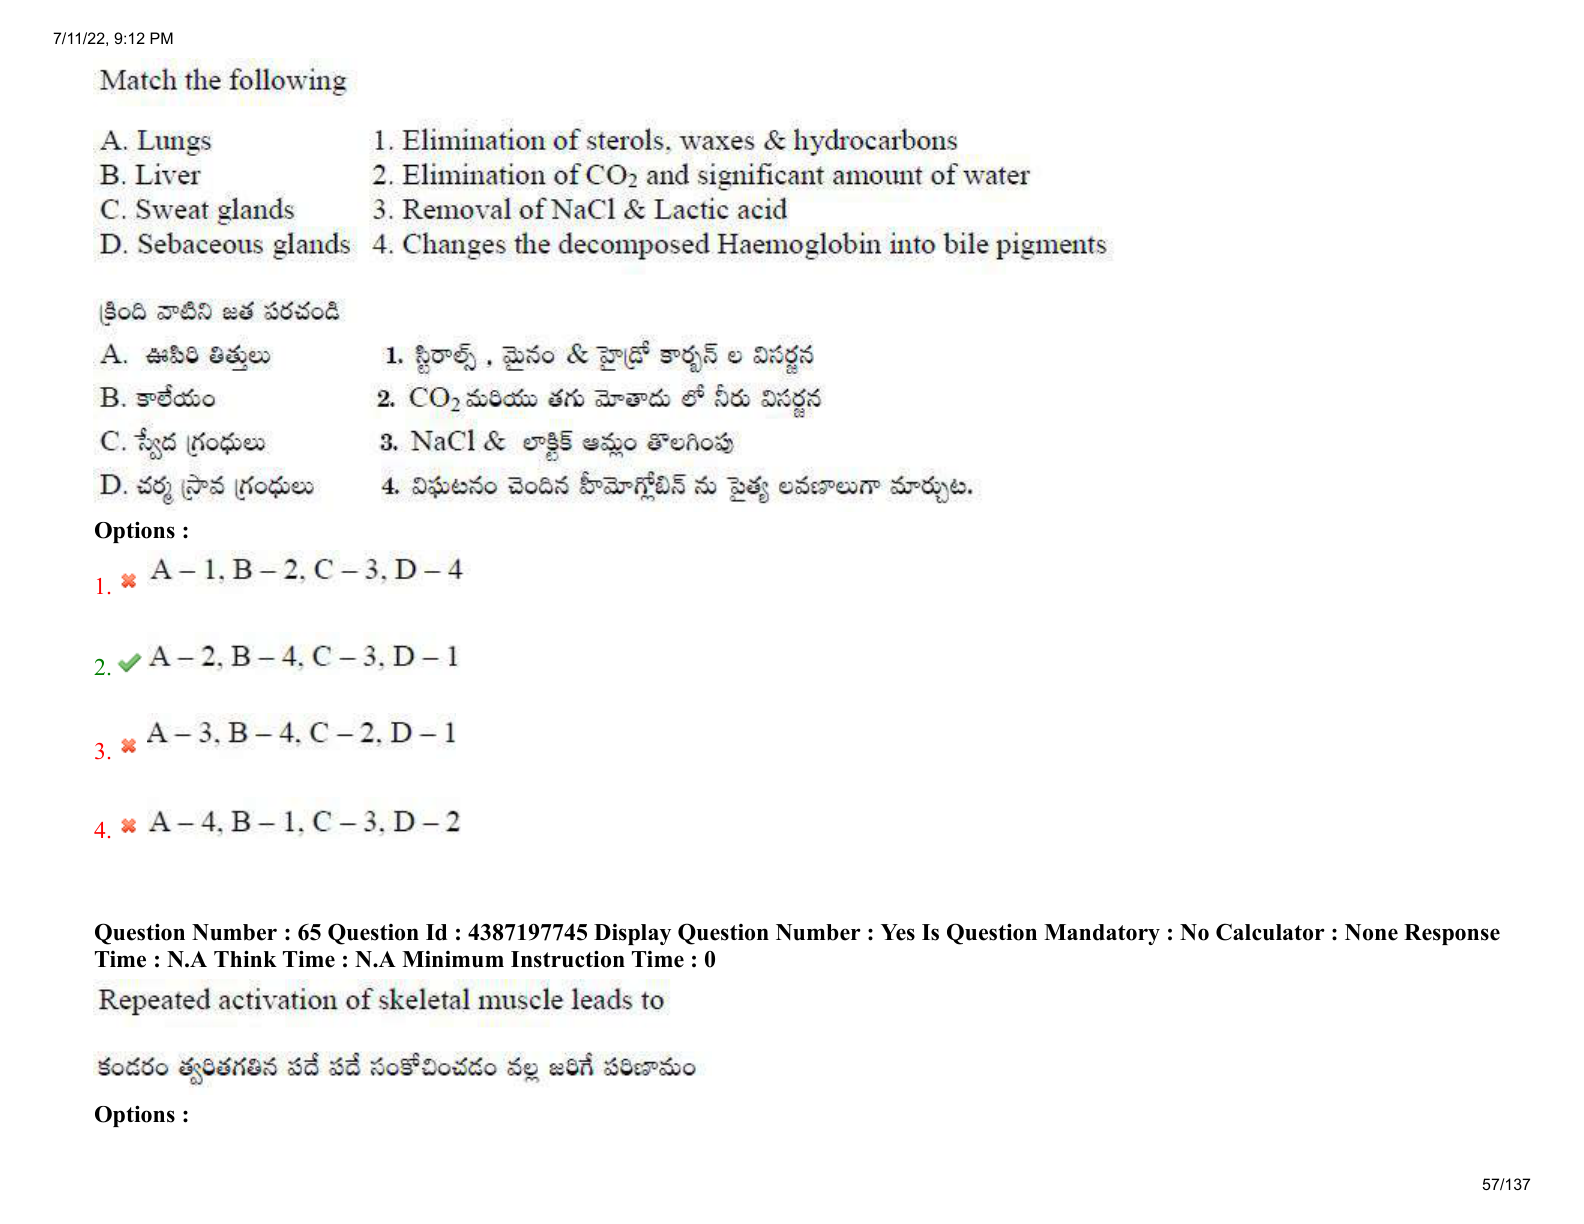 7/11/22, 9:12 PM
Match the following
A. Lungs 1. Elimination of sterols, waxes & hydrocarbons
B. Liver 2. Elimination of CO₂ and significant amount of water
C. Sweat glands 3. Removal of NaCl & Lactic acid
D. Sebaceous glands 4. Changes the decomposed Haemoglobin into bile pigments
క్రింది వాటిని జత పరచండి
A. ఊపిరి తిత్తులు 1. స్టిరాల్స్ , మైనం & హైడ్రో కార్బన్ ల విసర్జన
B. కాలేయం 2. CO₂ మరియు తగు మోతాదు లో నీరు విసర్జన
C. స్వేద గ్రంధులు 3. NaCl & లాక్టిక్ ఆమ్లం తొలగింపు
D. చర్మ స్రావ గ్రంధులు 4. విఘటనం చెందిన హీమోగ్లోబిన్ ను పైత్య లవణాలుగా మార్చుట.
Options :
1. A – 1, B – 2, C – 3, D – 4
2. A – 2, B – 4, C – 3, D – 1
3. A – 3, B – 4, C – 2, D – 1
4. A – 4, B – 1, C – 3, D – 2
Question Number : 65 Question Id : 4387197745 Display Question Number : Yes Is Question Mandatory : No Calculator : None Response
Time : N.A Think Time : N.A Minimum Instruction Time : 0
Repeated activation of skeletal muscle leads to
కండరం త్వరితగతిన పదే పదే సంకోచించడం వల్ల జరిగే పరిణామం
Options :
57/137